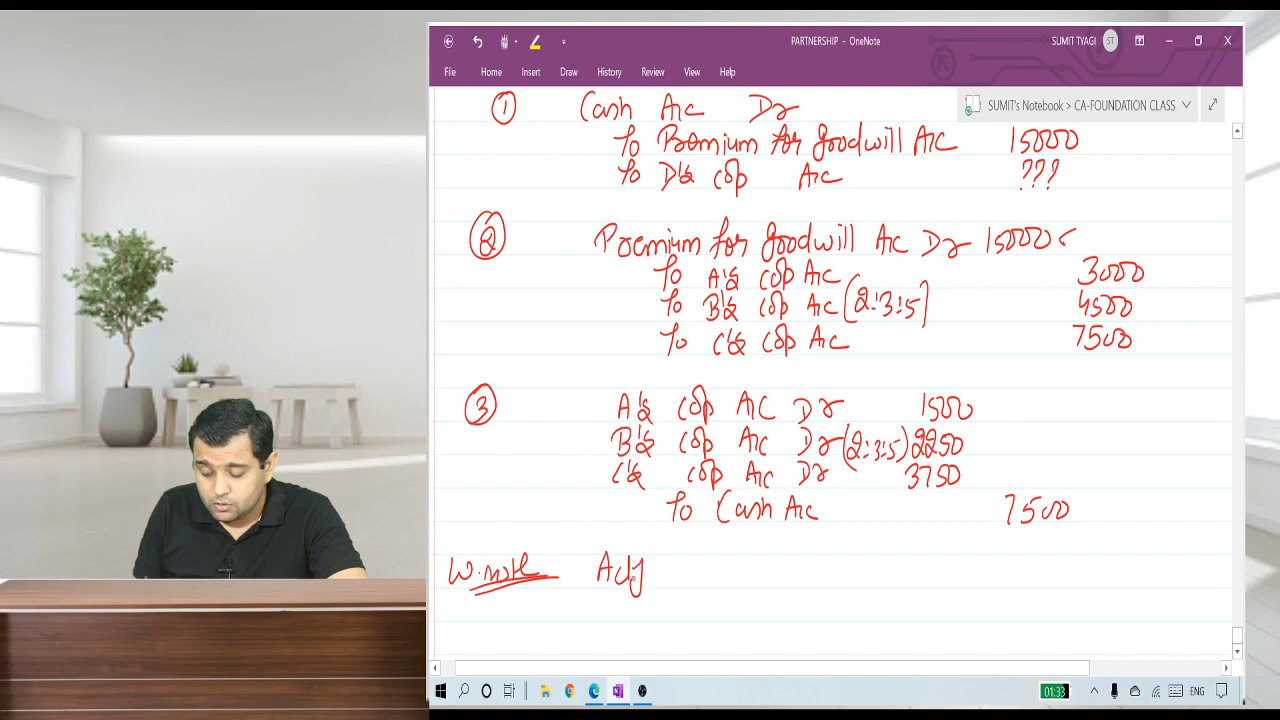 PARTNERSHIP - OneNote
SUMIT TYAGI ST
File Home Insert Draw History Review View Help
SUMIT's Notebook > CA-FOUNDATION CLASS
① Cash A/c Dr
To Premium for goodwill A/c 15000
To D's cap A/c ???
② Premium for goodwill A/c Dr 15000
To A's cap A/c 3000
To B's cap A/c (2:3:5) 4500
To C's cap A/c 7500
③ A's cap A/c Dr 1500
B's cap A/c Dr (2:3:5) 2250
C's cap A/c Dr 3750
To Cash A/c 7500
W.note Adj
01:33 ENG